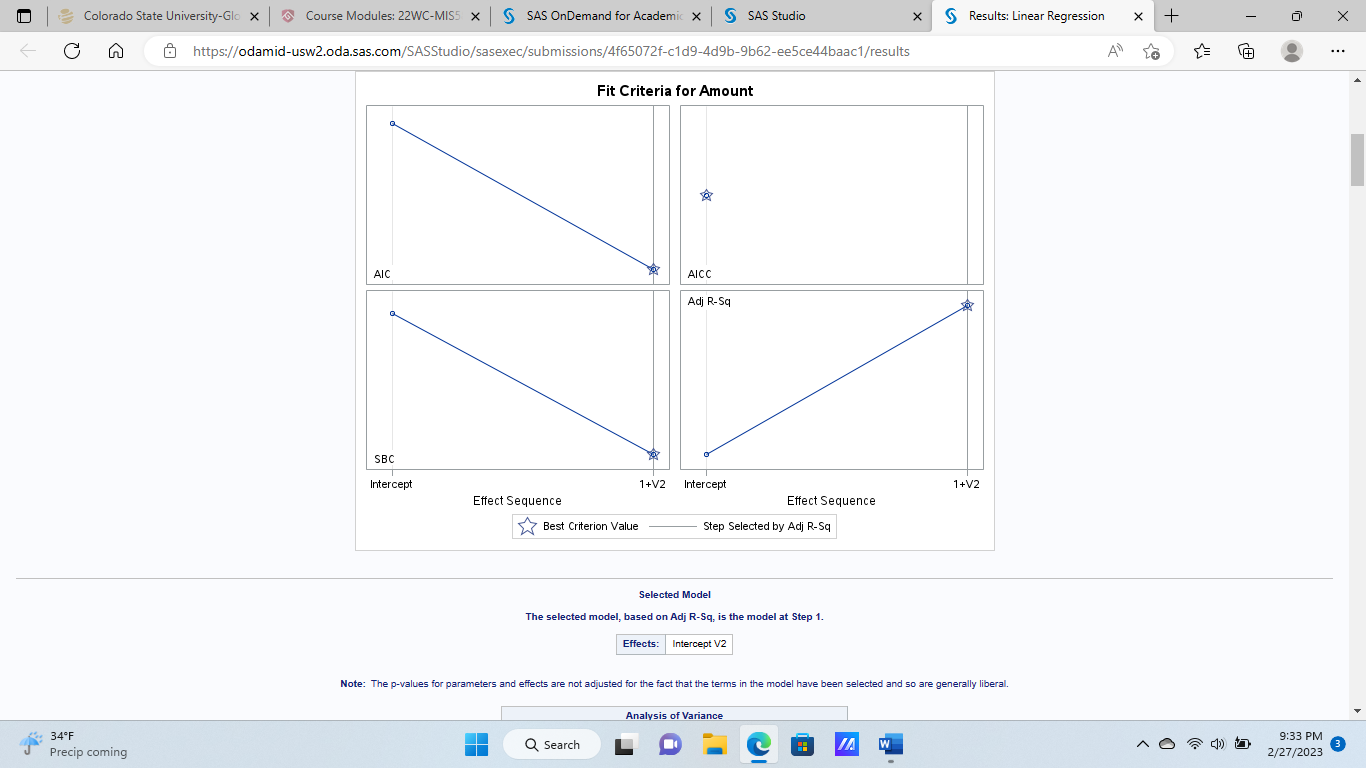 Colorado State University-Glo
Course Modules: 22WC-MIS5
SAS OnDemand for Academic
SAS Studio
Results: Linear Regression
https://odamid-usw2.oda.sas.com/SASStudio/sasexec/submissions/4f65072f-c1d9-4d9b-9b62-ee5ce44baac1/results
Fit Criteria for Amount
AIC
AICC
SBC
Adj R-Sq
Intercept 1+V2 Intercept 1+V2
Effect Sequence Effect Sequence
Best Criterion Value Step Selected by Adj R-Sq
Selected Model
The selected model, based on Adj R-Sq, is the model at Step 1.
Effects: Intercept V2
Note: The p-values for parameters and effects are not adjusted for the fact that the terms in the model have been selected and so are generally liberal.
Analysis of Variance
34°F
Precip coming
Search
9:33 PM
2/27/2023
3